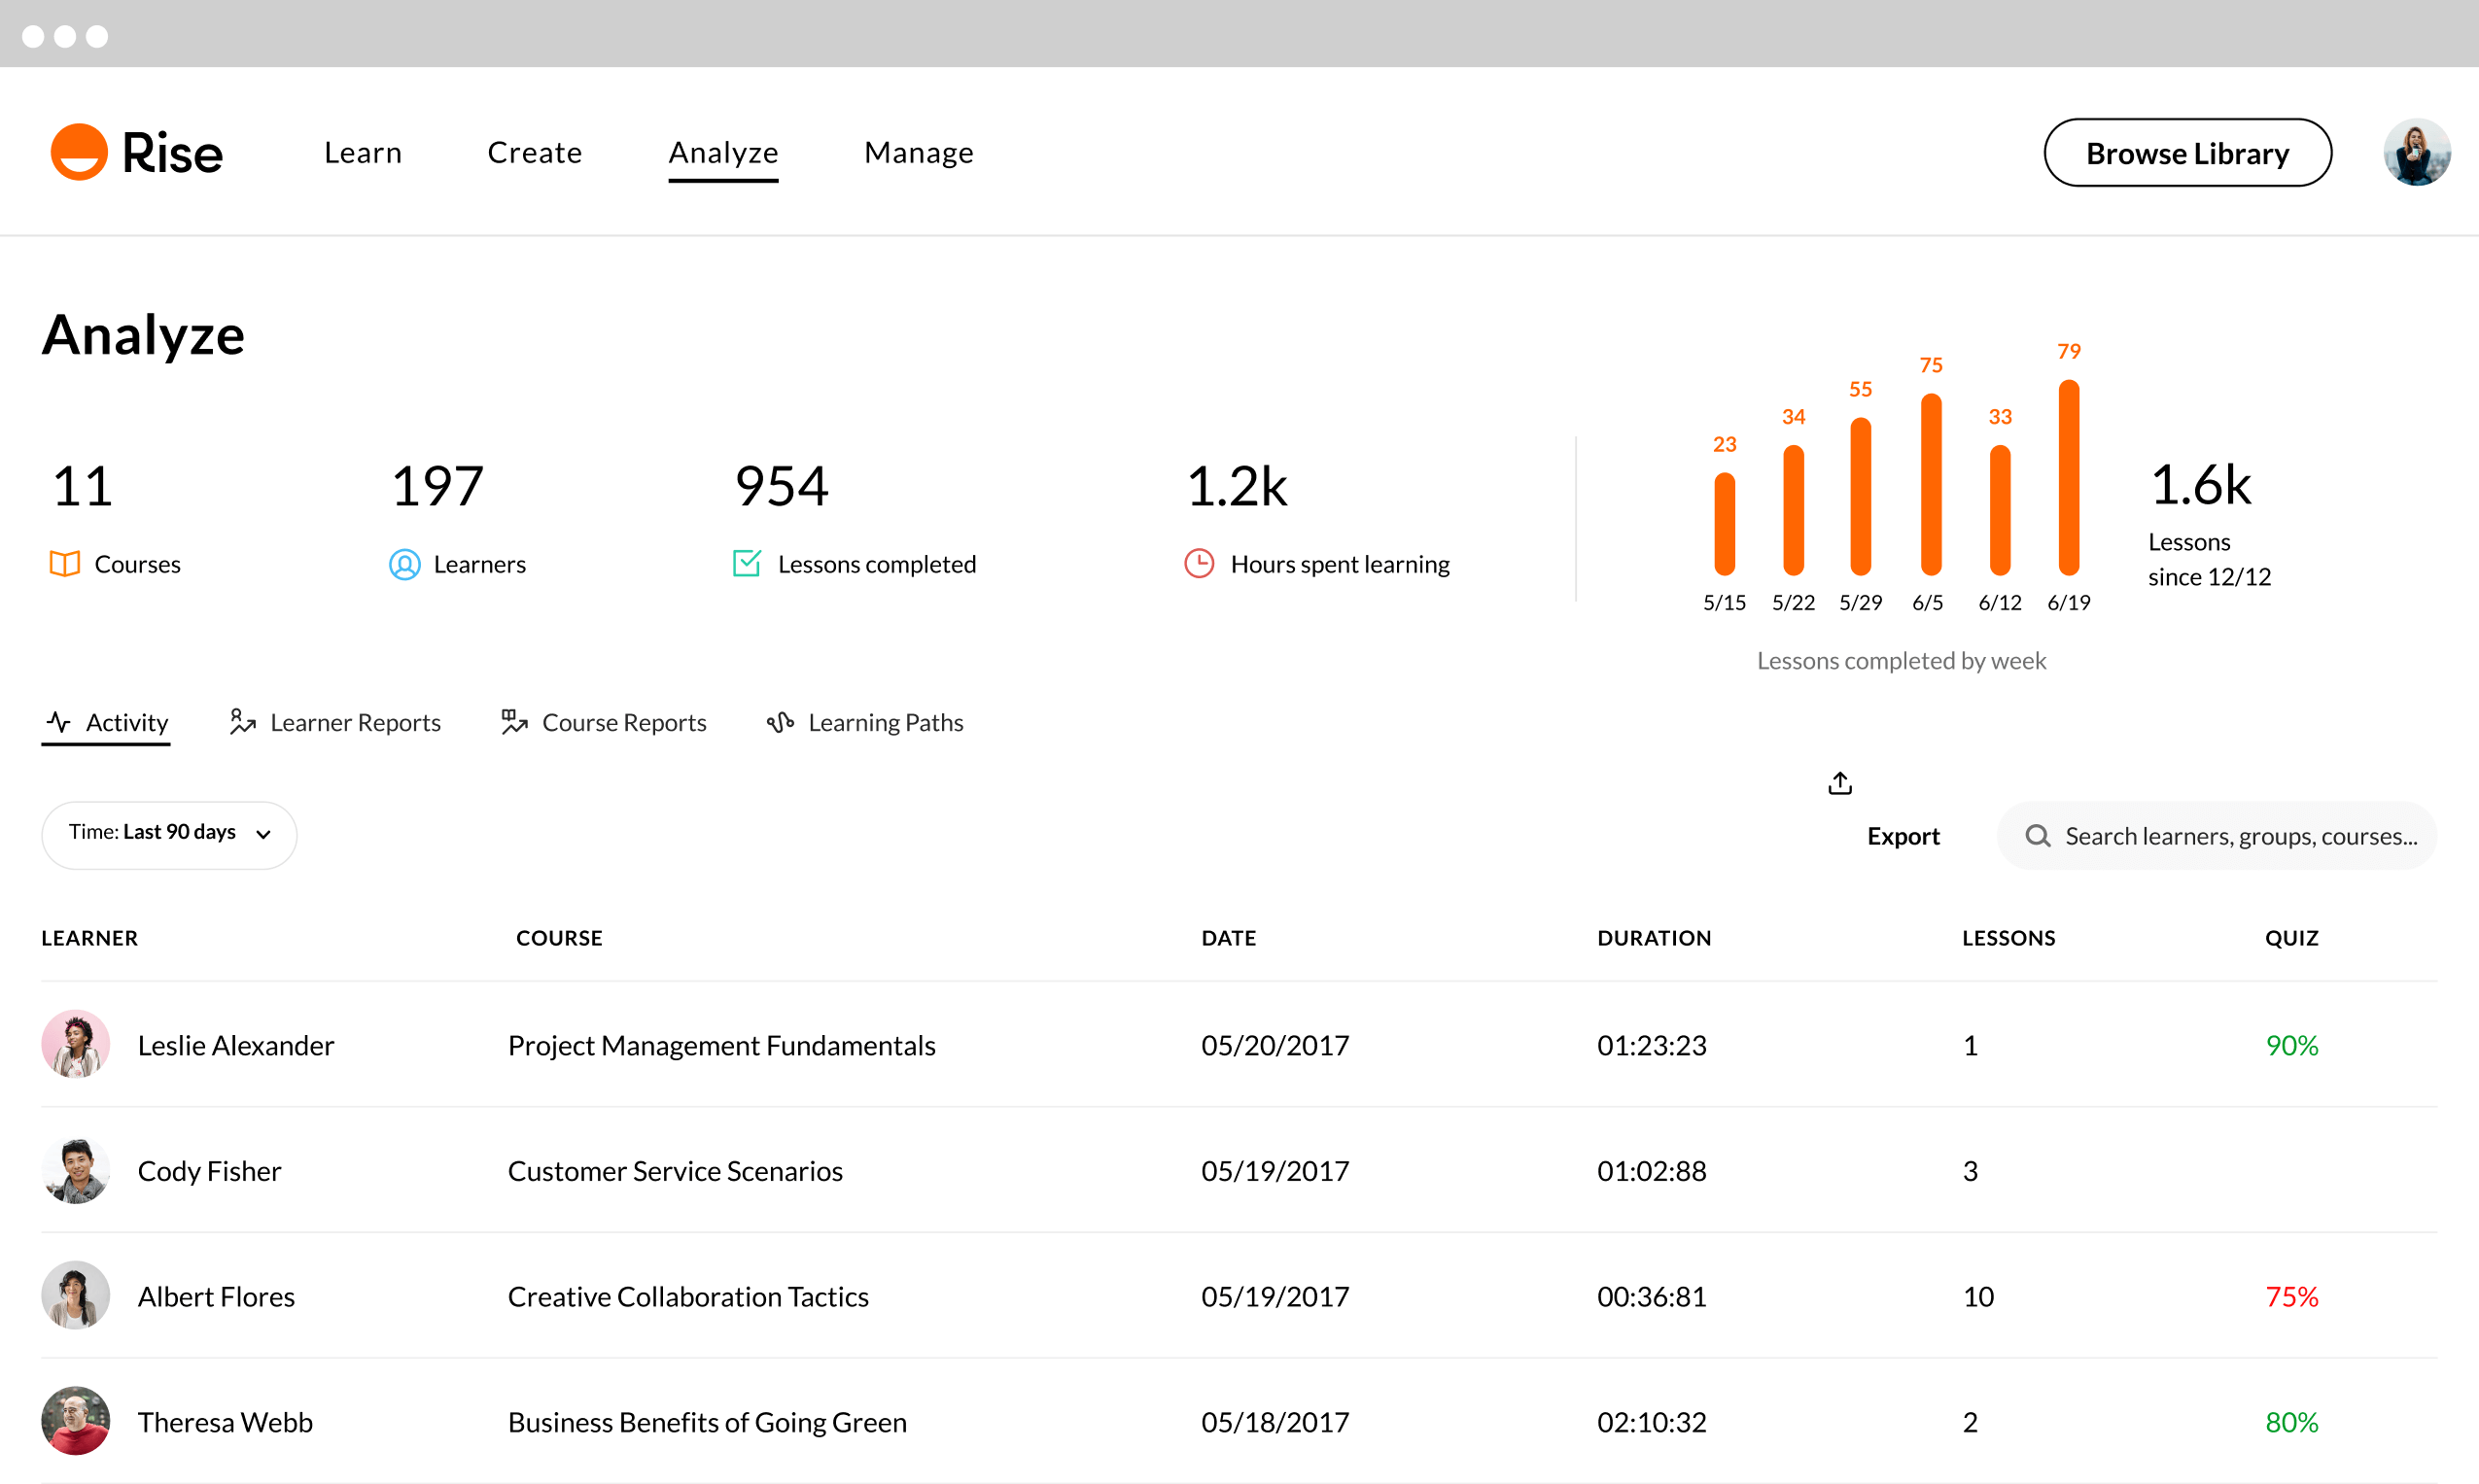 Rise
Learn
Create
Analyze
Manage
Browse Library
Analyze
11
Courses
197
Learners
954
Lessons completed
1.2k
Hours spent learning
23
34
55
75
33
79
5/15
5/22
5/29
6/5
6/12
6/19
Lessons completed by week
1.6k
Lessons
since 12/12
Activity
Learner Reports
Course Reports
Learning Paths
Time: Last 90 days
Export
Search learners, groups, courses...
LEARNER COURSE DATE DURATION LESSONS QUIZ
Leslie Alexander Project Management Fundamentals 05/20/2017 01:23:23 1 90%
Cody Fisher Customer Service Scenarios 05/19/2017 01:02:88 3
Albert Flores Creative Collaboration Tactics 05/19/2017 00:36:81 10 75%
Theresa Webb Business Benefits of Going Green 05/18/2017 02:10:32 2 80%